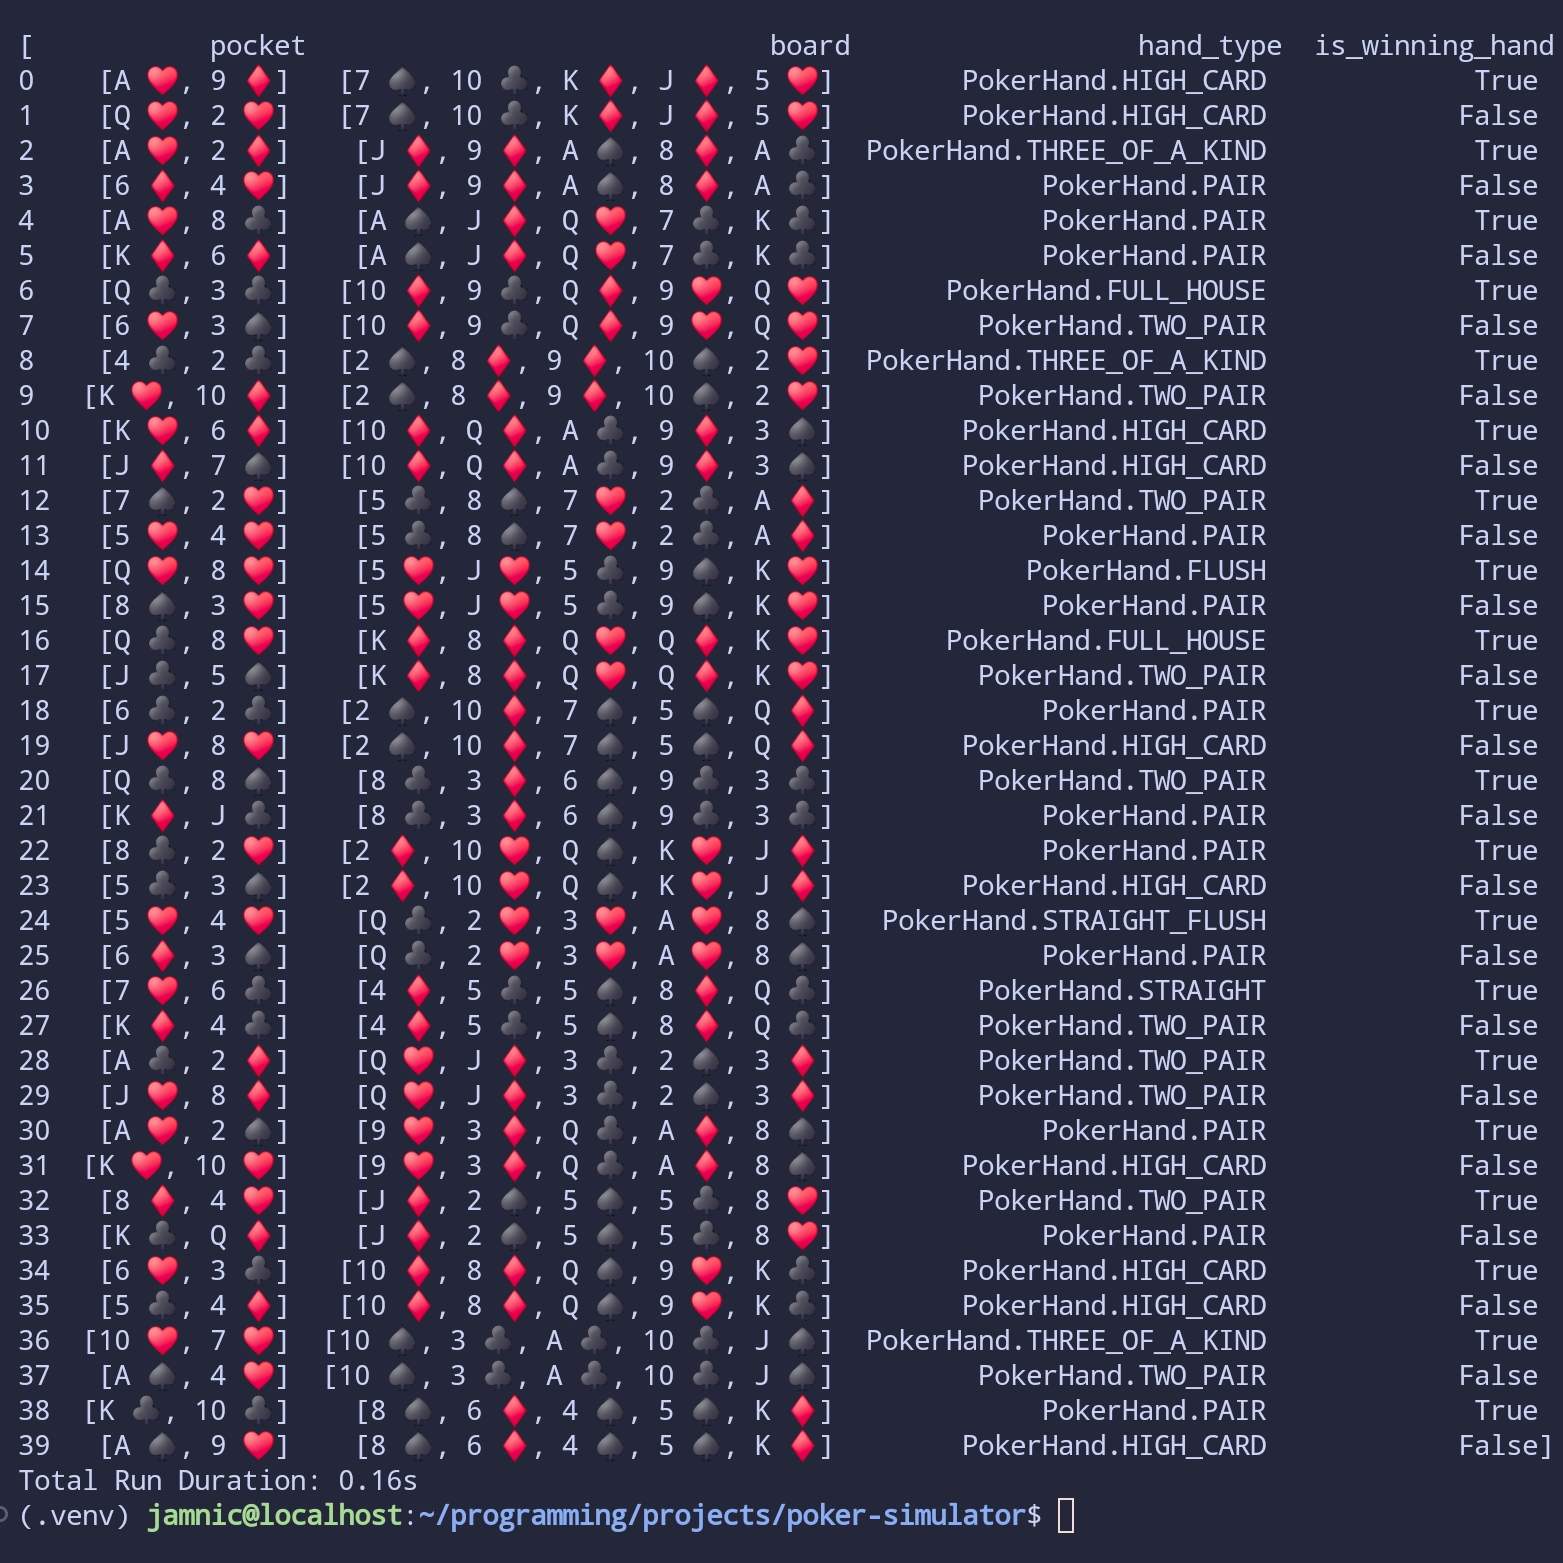 [ pocket board hand_type is_winning_hand
0 [A ♥, 9 ♦] [7 ♠, 10 ♣, K ♦, J ♦, 5 ♥] PokerHand.HIGH_CARD True
1 [Q ♥, 2 ♥] [7 ♠, 10 ♣, K ♦, J ♦, 5 ♥] PokerHand.HIGH_CARD False
2 [A ♥, 2 ♦] [J ♦, 9 ♦, A ♠, 8 ♦, A ♣] PokerHand.THREE_OF_A_KIND True
3 [6 ♦, 4 ♥] [J ♦, 9 ♦, A ♠, 8 ♦, A ♣] PokerHand.PAIR False
4 [A ♥, 8 ♣] [A ♠, J ♦, Q ♥, 7 ♣, K ♣] PokerHand.PAIR True
5 [K ♦, 6 ♦] [A ♠, J ♦, Q ♥, 7 ♣, K ♣] PokerHand.PAIR False
6 [Q ♣, 3 ♣] [10 ♦, 9 ♣, Q ♦, 9 ♥, Q ♥] PokerHand.FULL_HOUSE True
7 [6 ♥, 3 ♠] [10 ♦, 9 ♣, Q ♦, 9 ♥, Q ♥] PokerHand.TWO_PAIR False
8 [4 ♣, 2 ♣] [2 ♠, 8 ♦, 9 ♦, 10 ♠, 2 ♥] PokerHand.THREE_OF_A_KIND True
9 [K ♥, 10 ♦] [2 ♠, 8 ♦, 9 ♦, 10 ♠, 2 ♥] PokerHand.TWO_PAIR False
10 [K ♥, 6 ♦] [10 ♦, Q ♦, A ♣, 9 ♦, 3 ♠] PokerHand.HIGH_CARD True
11 [J ♦, 7 ♠] [10 ♦, Q ♦, A ♣, 9 ♦, 3 ♠] PokerHand.HIGH_CARD False
12 [7 ♠, 2 ♥] [5 ♣, 8 ♠, 7 ♥, 2 ♣, A ♦] PokerHand.TWO_PAIR True
13 [5 ♥, 4 ♥] [5 ♣, 8 ♠, 7 ♥, 2 ♣, A ♦] PokerHand.PAIR False
14 [Q ♥, 8 ♥] [5 ♥, J ♥, 5 ♣, 9 ♠, K ♥] PokerHand.FLUSH True
15 [8 ♠, 3 ♥] [5 ♥, J ♥, 5 ♣, 9 ♠, K ♥] PokerHand.PAIR False
16 [Q ♣, 8 ♥] [K ♦, 8 ♦, Q ♥, Q ♦, K ♥] PokerHand.FULL_HOUSE True
17 [J ♣, 5 ♠] [K ♦, 8 ♦, Q ♥, Q ♦, K ♥] PokerHand.TWO_PAIR False
18 [6 ♣, 2 ♣] [2 ♠, 10 ♦, 7 ♠, 5 ♠, Q ♦] PokerHand.PAIR True
19 [J ♥, 8 ♥] [2 ♠, 10 ♦, 7 ♠, 5 ♠, Q ♦] PokerHand.HIGH_CARD False
20 [Q ♣, 8 ♠] [8 ♣, 3 ♦, 6 ♠, 9 ♣, 3 ♣] PokerHand.TWO_PAIR True
21 [K ♦, J ♣] [8 ♣, 3 ♦, 6 ♠, 9 ♣, 3 ♣] PokerHand.PAIR False
22 [8 ♣, 2 ♥] [2 ♦, 10 ♥, Q ♠, K ♥, J ♦] PokerHand.PAIR True
23 [5 ♣, 3 ♠] [2 ♦, 10 ♥, Q ♠, K ♥, J ♦] PokerHand.HIGH_CARD False
24 [5 ♥, 4 ♥] [Q ♣, 2 ♥, 3 ♥, A ♥, 8 ♠] PokerHand.STRAIGHT_FLUSH True
25 [6 ♦, 3 ♠] [Q ♣, 2 ♥, 3 ♥, A ♥, 8 ♠] PokerHand.PAIR False
26 [7 ♥, 6 ♣] [4 ♦, 5 ♣, 5 ♠, 8 ♦, Q ♣] PokerHand.STRAIGHT True
27 [K ♦, 4 ♣] [4 ♦, 5 ♣, 5 ♠, 8 ♦, Q ♣] PokerHand.TWO_PAIR False
28 [A ♣, 2 ♦] [Q ♥, J ♦, 3 ♣, 2 ♠, 3 ♦] PokerHand.TWO_PAIR True
29 [J ♥, 8 ♦] [Q ♥, J ♦, 3 ♣, 2 ♠, 3 ♦] PokerHand.TWO_PAIR False
30 [A ♥, 2 ♠] [9 ♥, 3 ♦, Q ♣, A ♦, 8 ♠] PokerHand.PAIR True
31 [K ♥, 10 ♥] [9 ♥, 3 ♦, Q ♣, A ♦, 8 ♠] PokerHand.HIGH_CARD False
32 [8 ♦, 4 ♥] [J ♦, 2 ♠, 5 ♠, 5 ♣, 8 ♥] PokerHand.TWO_PAIR True
33 [K ♣, Q ♦] [J ♦, 2 ♠, 5 ♠, 5 ♣, 8 ♥] PokerHand.PAIR False
34 [6 ♥, 3 ♣] [10 ♦, 8 ♦, Q ♠, 9 ♥, K ♣] PokerHand.HIGH_CARD True
35 [5 ♣, 4 ♦] [10 ♦, 8 ♦, Q ♠, 9 ♥, K ♣] PokerHand.HIGH_CARD False
36 [10 ♥, 7 ♥] [10 ♠, 3 ♣, A ♣, 10 ♣, J ♠] PokerHand.THREE_OF_A_KIND True
37 [A ♠, 4 ♥] [10 ♠, 3 ♣, A ♣, 10 ♣, J ♠] PokerHand.TWO_PAIR False
38 [K ♣, 10 ♣] [8 ♠, 6 ♦, 4 ♠, 5 ♠, K ♦] PokerHand.PAIR True
39 [A ♠, 9 ♥] [8 ♠, 6 ♦, 4 ♠, 5 ♠, K ♦] PokerHand.HIGH_CARD False]
Total Run Duration: 0.16s
(.venv) jamnic@localhost:~/programming/projects/poker-simulator$